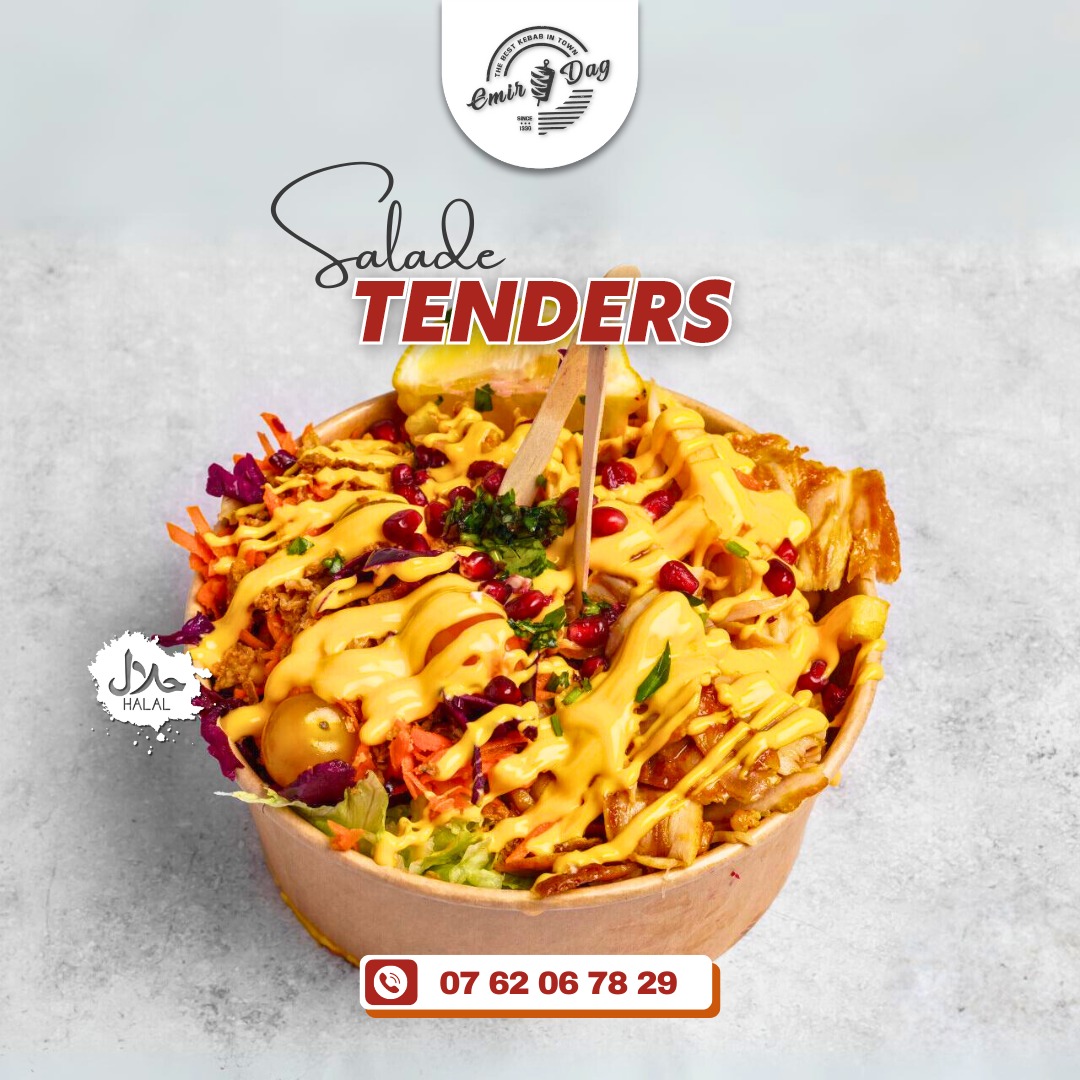 THE BEST KEBAB IN TOWN
Emir Dag
SINCE
1990
Salade
TENDERS
حلال
HALAL
07 62 06 78 29